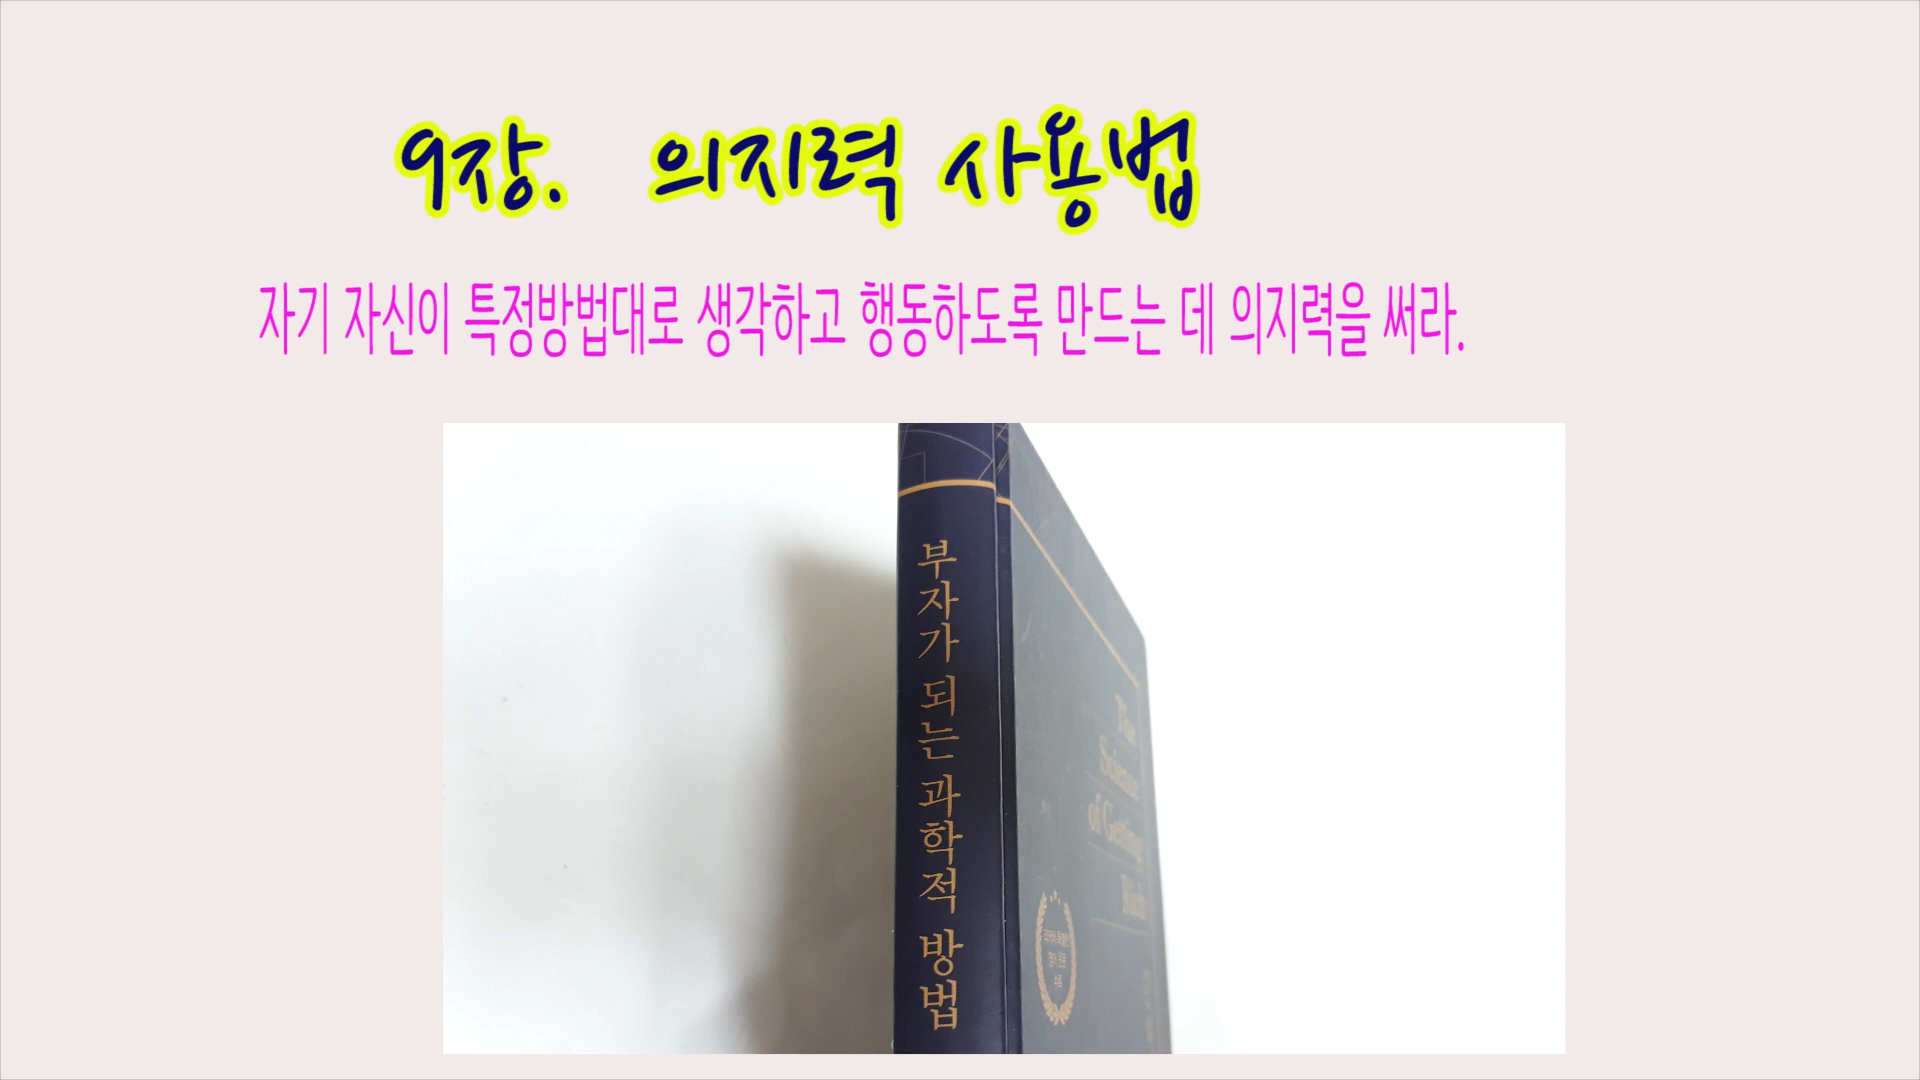 9장. 의지력 사용법
자기 자신이 특정방법대로 생각하고 행동하도록 만드는 데 의지력을 써라.
부자가 되는 과학적 방법
The
Science
of Getting
Rich